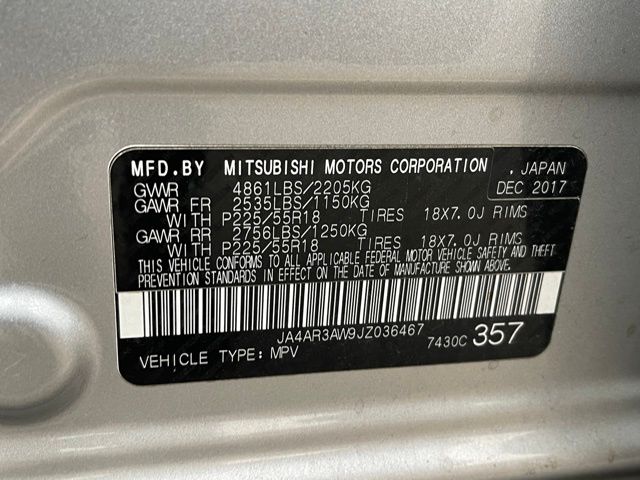 MFD.BY MITSUBISHI MOTORS CORPORATION , JAPAN
GVWR 4861LBS/2205KG DEC 2017
GAWR FR 2535LBS/1150KG
WITH P225/55R18 TIRES 18X7.0J RIMS
GAWR RR 2756LBS/1250KG
WITH P225/55R18 TIRES 18X7.0J RIMS
THIS VEHICLE CONFORMS TO ALL APPLICABLE FEDERAL MOTOR VEHICLE SAFETY AND THEFT
PREVENTION STANDARDS IN EFFECT ON THE DATE OF MANUFACTURE SHOWN ABOVE.
JA4AR3AW9JZ036467
VEHICLE TYPE: MPV 7430C 357